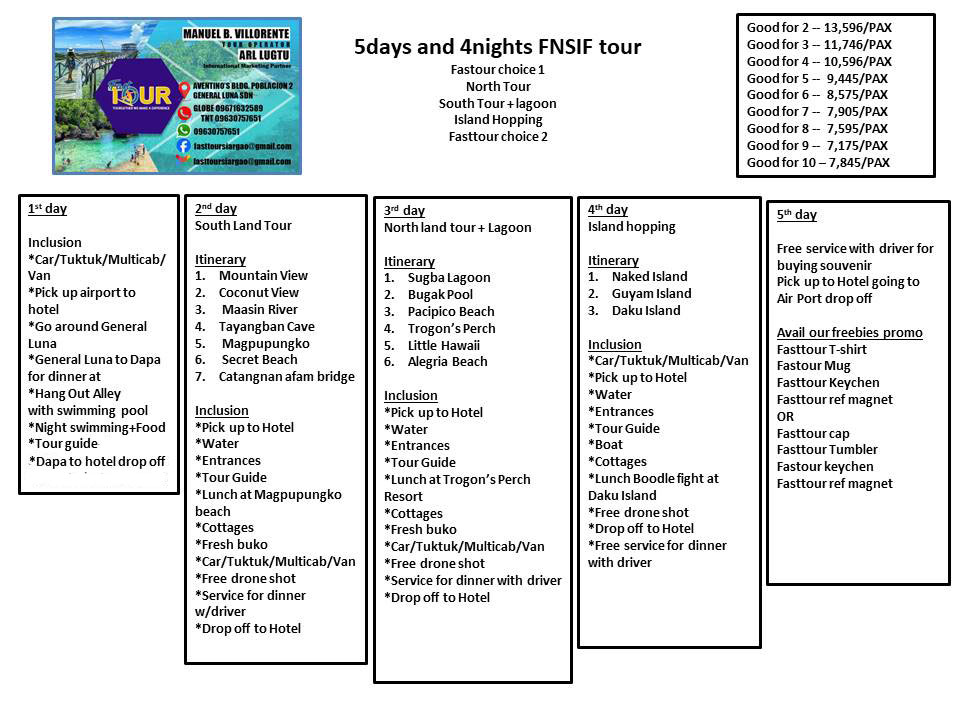 MANUEL B. VILLORENTE
TOUR OPERATOR
ARL LUGTU
International Marketing Partner
TOUR
AVENTINO'S BLDG. POBLACION 2
GENERAL LUNA SDN
GLOBE 09671632589
TNT 09630757651
09630757651
fasttoursiargao@gmail.com
fasttoursiargao@gmail.com
5days and 4nights FNSIF tour
Fastour choice 1
North Tour
South Tour + lagoon
Island Hopping
Fasttour choice 2
Good for 2 -- 13,596/PAX
Good for 3 -- 11,746/PAX
Good for 4 -- 10,596/PAX
Good for 5 -- 9,445/PAX
Good for 6 -- 8,575/PAX
Good for 7 -- 7,905/PAX
Good for 8 -- 7,595/PAX
Good for 9 -- 7,175/PAX
Good for 10 – 7,845/PAX
1st day
Inclusion
*Car/Tuktuk/Multicab/
Van
*Pick up airport to
hotel
*Go around General
Luna
*General Luna to Dapa
for dinner at
*Hang Out Alley
with swimming pool
*Night swimming+Food
*Tour guide
*Dapa to hotel drop off
2nd day
South Land Tour
Itinerary
1. Mountain View
2. Coconut View
3. Maasin River
4. Tayangban Cave
5. Magpupungko
6. Secret Beach
7. Catangnan afam bridge
Inclusion
*Pick up to Hotel
*Water
*Entrances
*Tour Guide
*Lunch at Magpupungko
beach
*Cottages
*Fresh buko
*Car/Tuktuk/Multicab/Van
*Free drone shot
*Service for dinner
w/driver
*Drop off to Hotel
3rd day
North land tour + Lagoon
Itinerary
1. Sugba Lagoon
2. Bugak Pool
3. Pacipico Beach
4. Trogon's Perch
5. Little Hawaii
6. Alegria Beach
Inclusion
*Pick up to Hotel
*Water
*Entrances
*Tour Guide
*Lunch at Trogon's Perch
Resort
*Cottages
*Fresh buko
*Car/Tuktuk/Multicab/Van
*Free drone shot
*Service for dinner with driver
*Drop off to Hotel
4th day
Island hopping
Itinerary
1. Naked Island
2. Guyam Island
3. Daku Island
Inclusion
*Car/Tuktuk/Multicab/Van
*Pick up to Hotel
*Water
*Entrances
*Tour Guide
*Boat
*Cottages
*Lunch Boodle fight at
Daku Island
*Free drone shot
*Drop off to Hotel
*Free service for dinner
with driver
5th day
Free service with driver for
buying souvenir
Pick up to Hotel going to
Air Port drop off
Avail our freebies promo
Fasttour T-shirt
Fastour Mug
Fasttour Keychen
Fasttour ref magnet
OR
Fasttour cap
Fasttour Tumbler
Fastour keychen
Fasttour ref magnet